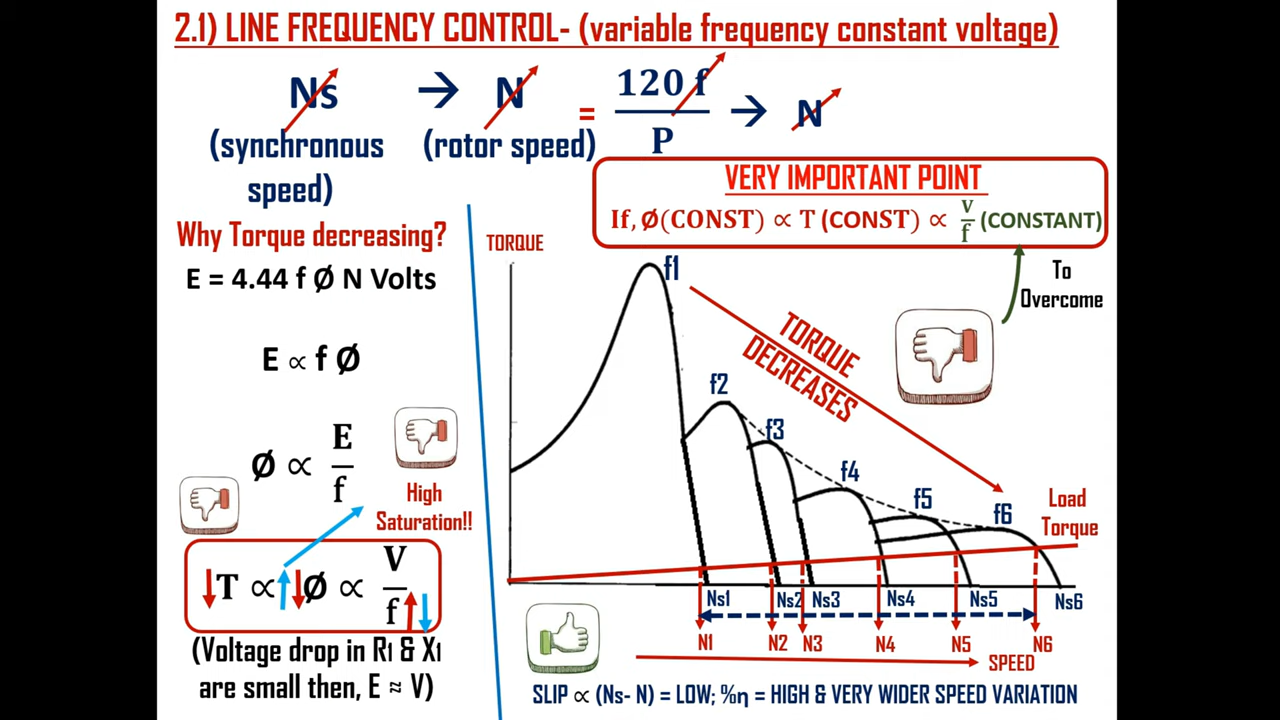 2.1) LINE FREQUENCY CONTROL- (variable frequency constant voltage)
Ns → N = 120 f / P → N
(synchronous speed)
(rotor speed)
VERY IMPORTANT POINT
If, Ø(CONST) ∝ T (CONST) ∝ v/f (CONSTANT)
To
Overcome
Why Torque decreasing?
E = 4.44 f Ø N Volts
E ∝ f Ø
Ø ∝ E/f
High
Saturation!!
↓T ∝ ↑↓Ø ∝ V/f ↑↓
(Voltage drop in R1 & X1
are small then, E ≈ V)
TORQUE
f1
f2
f3
f4
f5
f6
TORQUE
DECREASES
Load
Torque
Ns1 Ns2 Ns3 Ns4 Ns5 Ns6
N1 N2 N3 N4 N5 N6
SPEED
SLIP ∝ (Ns- N) = LOW; %η = HIGH & VERY WIDER SPEED VARIATION